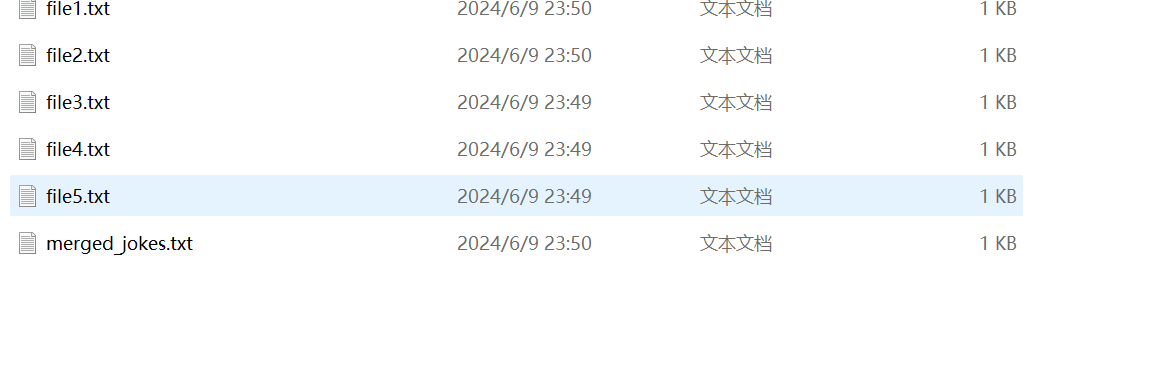 file1.txt 2024/6/9 23:50 文本文档 1 KB
file2.txt 2024/6/9 23:50 文本文档 1 KB
file3.txt 2024/6/9 23:49 文本文档 1 KB
file4.txt 2024/6/9 23:49 文本文档 1 KB
file5.txt 2024/6/9 23:49 文本文档 1 KB
merged_jokes.txt 2024/6/9 23:50 文本文档 1 KB